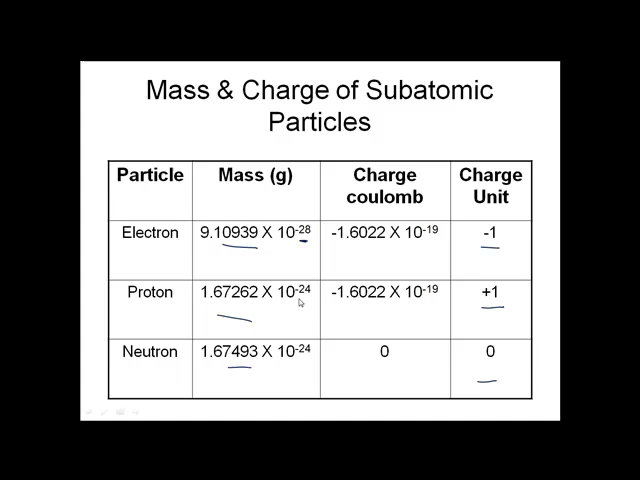 Mass & Charge of Subatomic
Particles
Particle Mass (g) Charge coulomb Charge Unit
Electron 9.10939 X 10⁻²⁸ -1.6022 X 10⁻¹⁹ -1
Proton 1.67262 X 10⁻²⁴ -1.6022 X 10⁻¹⁹ +1
Neutron 1.67493 X 10⁻²⁴ 0 0